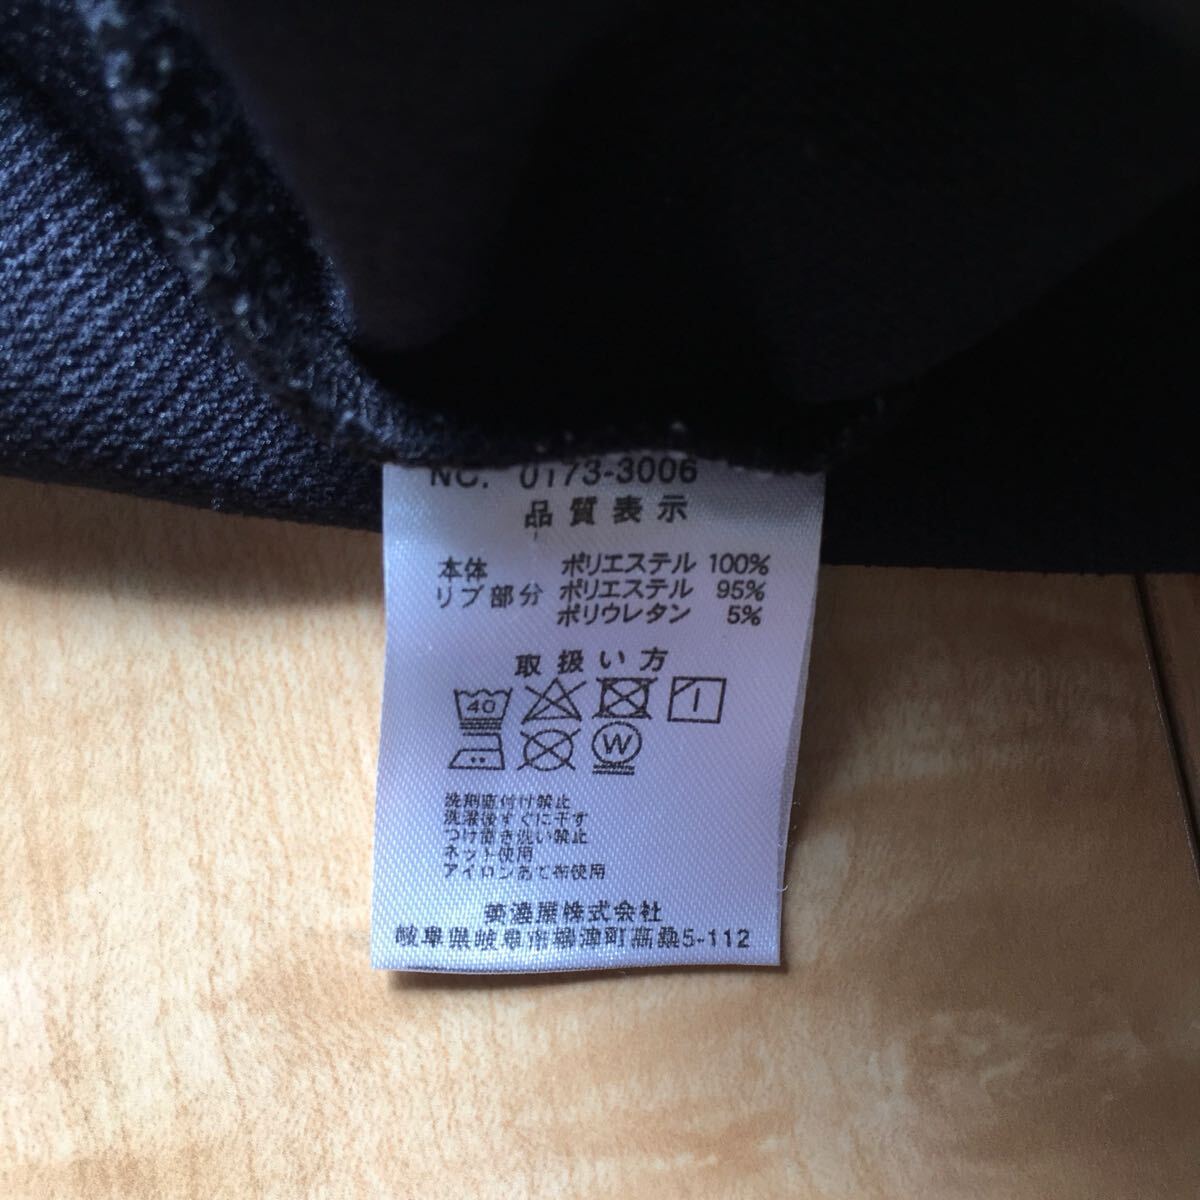 NO. 0173-3006
品質表示
本体 ポリエステル 100%
リブ部分 ポリエステル 95%
ポリウレタン 5%
取扱い方
40
W
洗剤直付け禁止
洗濯後すぐに干す
つけ置き洗い禁止
ネット使用
アイロンあて布使用
美濃屋株式会社
岐阜県岐阜市柳津町高桑5-112